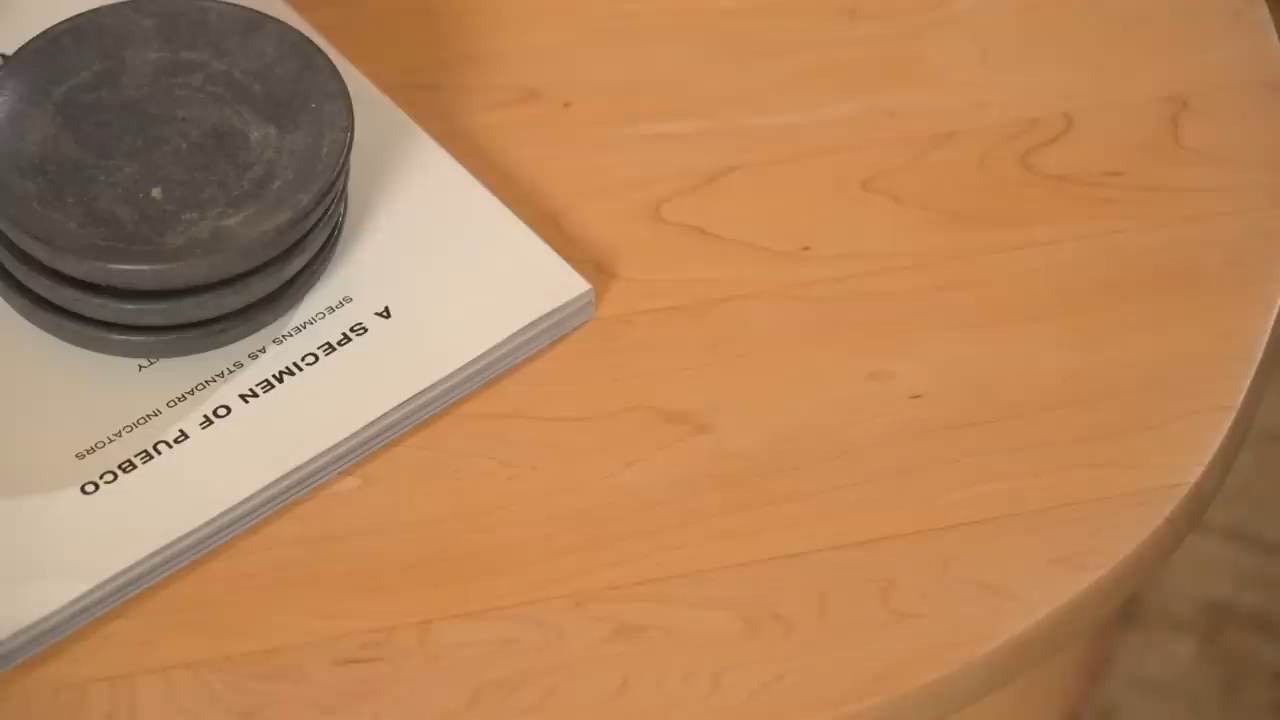 A SPECIMEN OF PUEBCO
SPECIMENS AS STANDARD INDICATORS